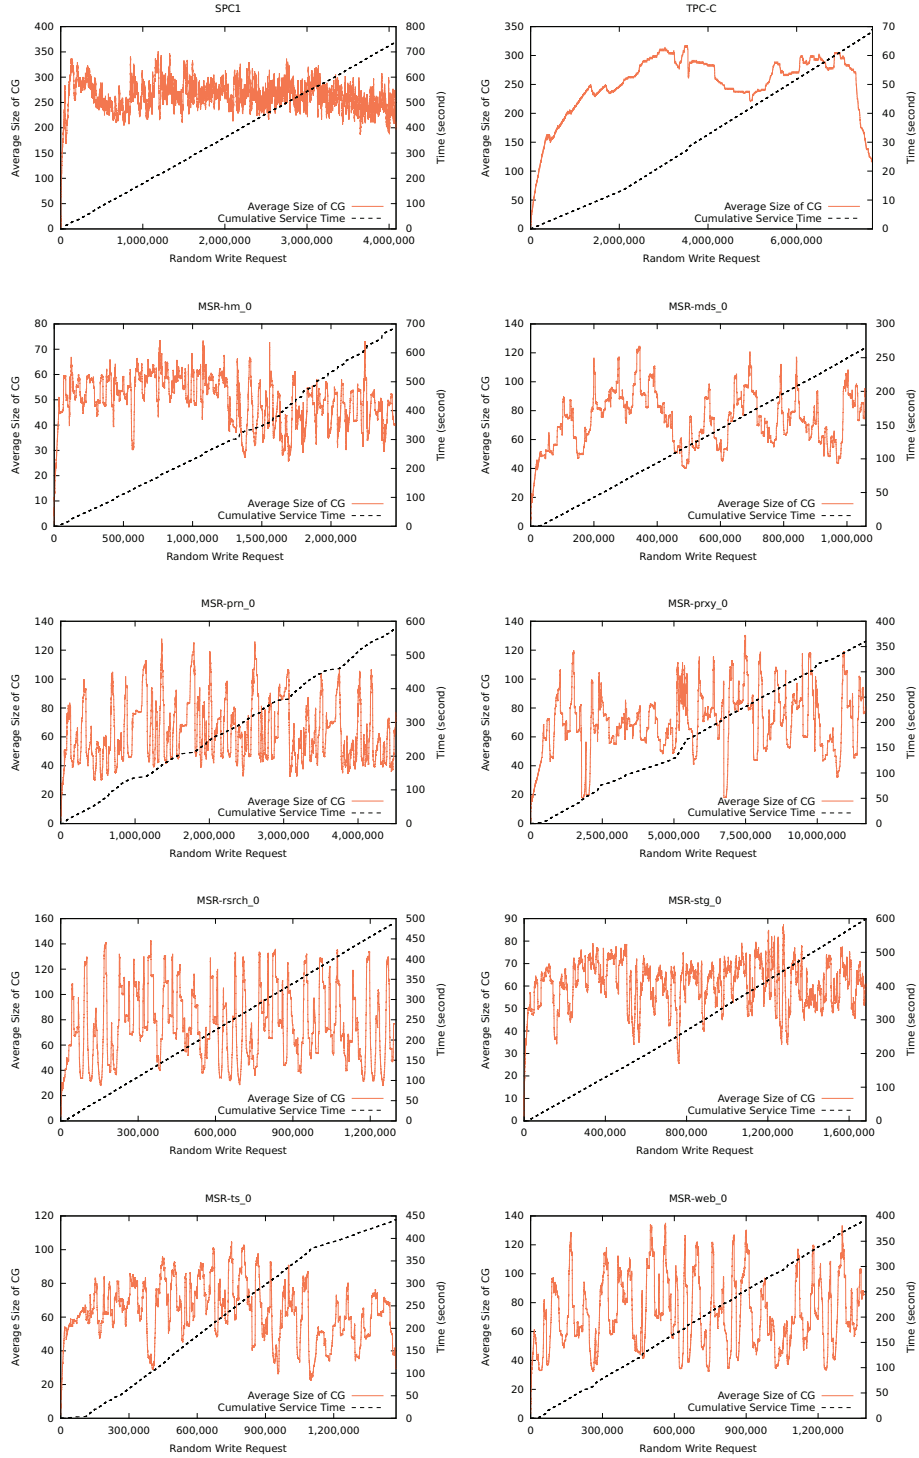 SPC1
Average Size of CG
400
350
300
250
200
150
100
50
0
800
700
600
500
400
300
200
100
0
Time (second)
Average Size of CG
Cumulative Service Time
0 1,000,000 2,000,000 3,000,000 4,000,000
Random Write Request
TPC-C
Average Size of CG
350
300
250
200
150
100
50
0
70
60
50
40
30
20
10
0
Time (second)
Average Size of CG
Cumulative Service Time
0 2,000,000 4,000,000 6,000,000
Random Write Request
MSR-hm_0
Average Size of CG
80
70
60
50
40
30
20
10
0
700
600
500
400
300
200
100
0
Time (second)
Average Size of CG
Cumulative Service Time
0 500,000 1,000,000 1,500,000 2,000,000
Random Write Request
MSR-mds_0
Average Size of CG
140
120
100
80
60
40
20
0
300
250
200
150
100
50
0
Time (second)
Average Size of CG
Cumulative Service Time
0 200,000 400,000 600,000 800,000 1,000,000
Random Write Request
MSR-prn_0
Average Size of CG
140
120
100
80
60
40
20
0
600
500
400
300
200
100
0
Time (second)
Average Size of CG
Cumulative Service Time
0 1,000,000 2,000,000 3,000,000 4,000,000
Random Write Request
MSR-prxy_0
Average Size of CG
140
120
100
80
60
40
20
0
400
350
300
250
200
150
100
50
0
Time (second)
Average Size of CG
Cumulative Service Time
0 2,500,000 5,000,000 7,500,000 10,000,000
Random Write Request
MSR-rsrch_0
Average Size of CG
160
140
120
100
80
60
40
20
0
500
450
400
350
300
250
200
150
100
50
0
Time (second)
Average Size of CG
Cumulative Service Time
0 300,000 600,000 900,000 1,200,000
Random Write Request
MSR-stg_0
Average Size of CG
90
80
70
60
50
40
30
20
10
0
600
500
400
300
200
100
0
Time (second)
Average Size of CG
Cumulative Service Time
0 400,000 800,000 1,200,000 1,600,000
Random Write Request
MSR-ts_0
Average Size of CG
120
100
80
60
40
20
0
450
400
350
300
250
200
150
100
50
0
Time (second)
Average Size of CG
Cumulative Service Time
0 300,000 600,000 900,000 1,200,000
Random Write Request
MSR-web_0
Average Size of CG
140
120
100
80
60
40
20
0
400
350
300
250
200
150
100
50
0
Time (second)
Average Size of CG
Cumulative Service Time
0 300,000 600,000 900,000 1,200,000
Random Write Request